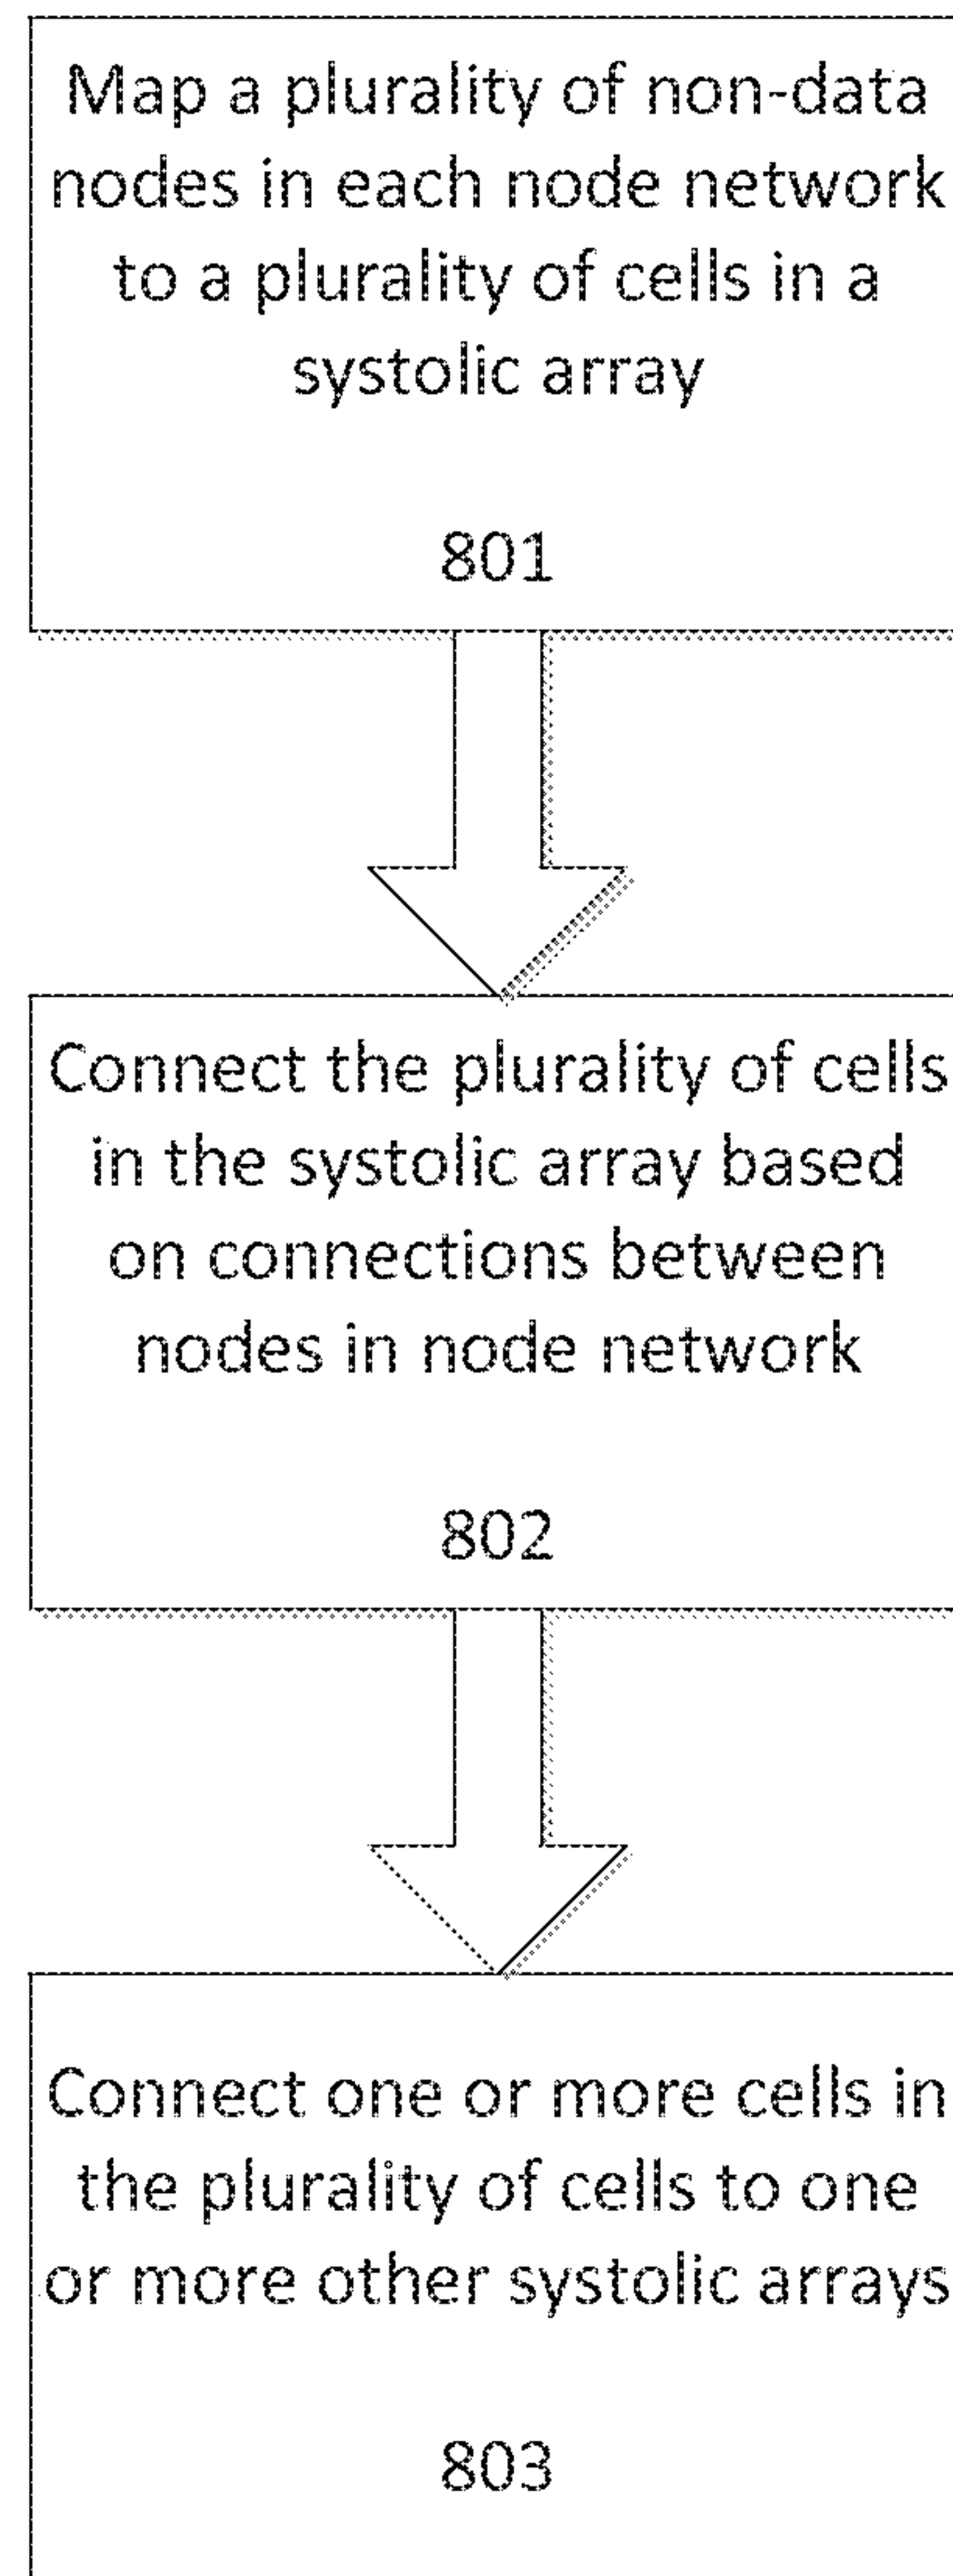 Map a plurality of non-data
nodes in each node network
to a plurality of cells in a
systolic array
801
Connect the plurality of cells
in the systolic array based
on connections between
nodes in node network
802
Connect one or more cells in
the plurality of cells to one
or more other systolic arrays
803